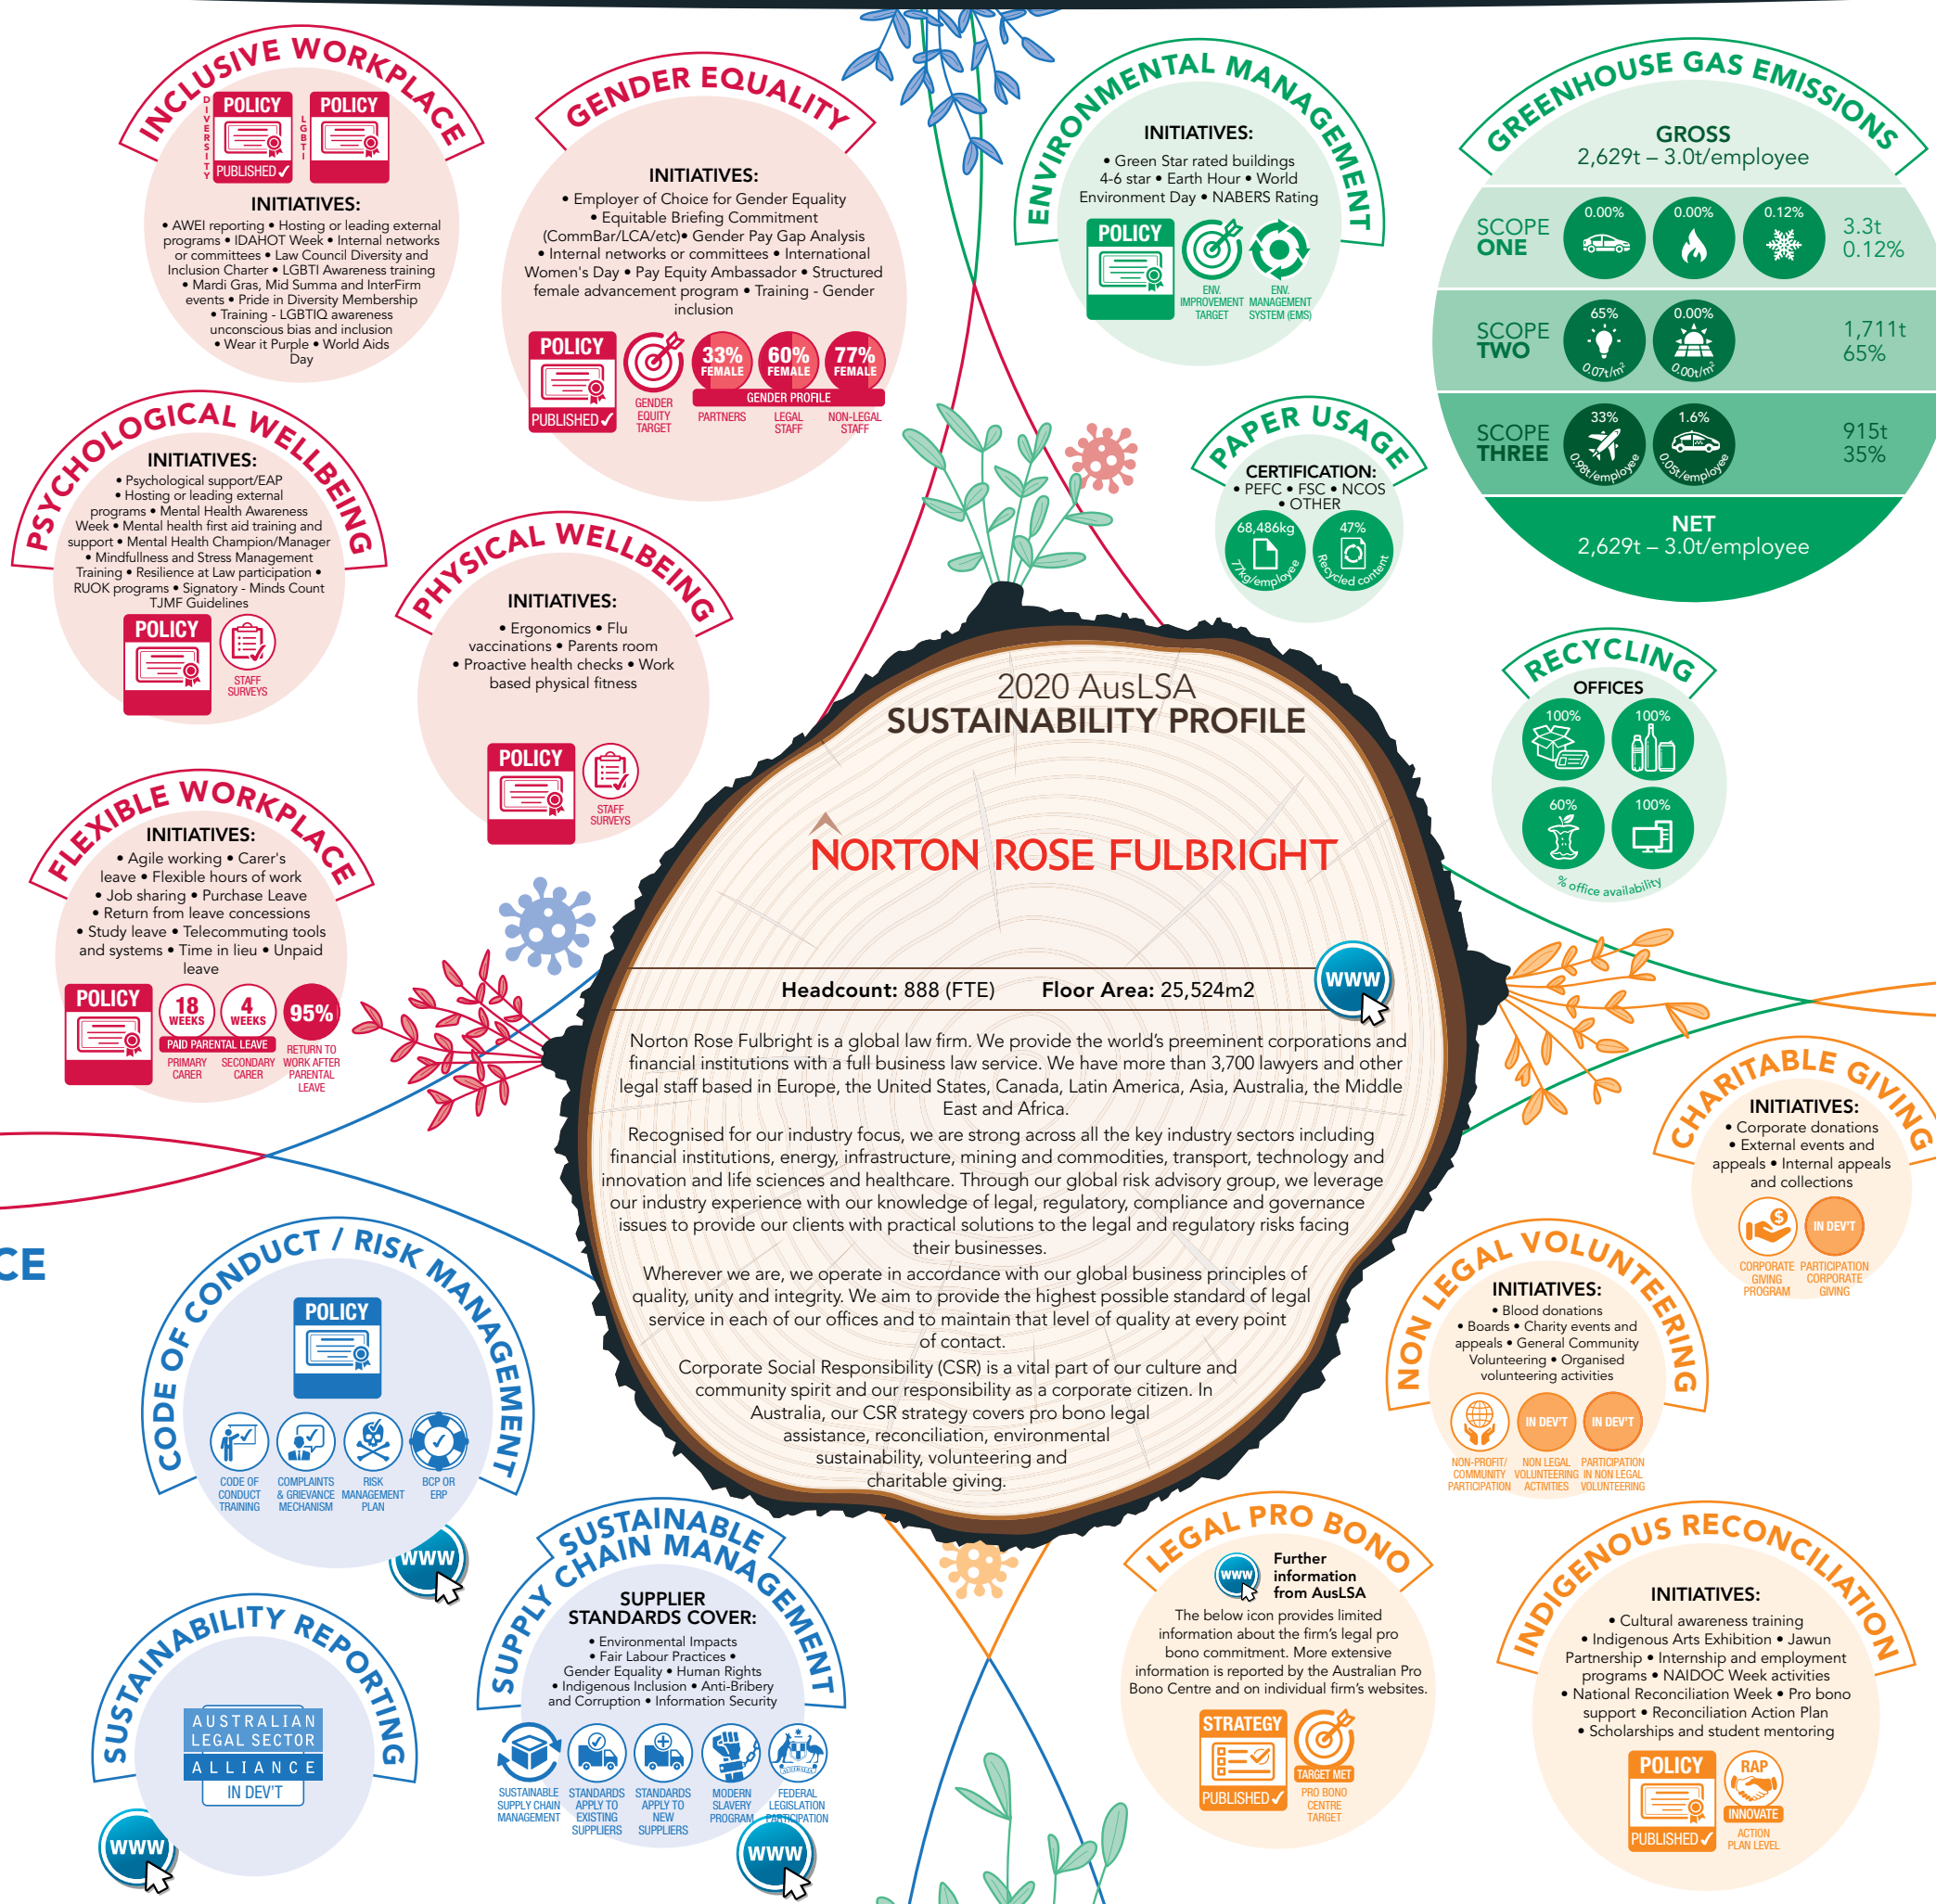 INCLUSIVE WORKPLACE
DIVERSITY
POLICY
PUBLISHED ✓
LGBTI
POLICY
INITIATIVES:
• AWEI reporting • Hosting or leading external
programs • IDAHOT Week • Internal networks
or committees • Law Council Diversity and
Inclusion Charter • LGBTI Awareness training
• Mardi Gras, Mid Summa and InterFirm
events • Pride in Diversity Membership
• Training - LGBTIQ awareness
unconscious bias and inclusion
• Wear it Purple • World Aids
Day
GENDER EQUALITY
INITIATIVES:
• Employer of Choice for Gender Equality
• Equitable Briefing Commitment
(CommBar/LCA/etc)• Gender Pay Gap Analysis
• Internal networks or committees • International
Women's Day • Pay Equity Ambassador • Structured
female advancement program • Training - Gender
inclusion
POLICY
PUBLISHED ✓
GENDER
EQUITY
TARGET
33%
FEMALE
60%
FEMALE
77%
FEMALE
GENDER PROFILE
PARTNERS
LEGAL
STAFF
NON-LEGAL
STAFF
ENVIRONMENTAL MANAGEMENT
INITIATIVES:
• Green Star rated buildings
4-6 star • Earth Hour • World
Environment Day • NABERS Rating
POLICY
ENV.
IMPROVEMENT
TARGET
ENV.
MANAGEMENT
SYSTEM (EMS)
GREENHOUSE GAS EMISSIONS
GROSS
2,629t – 3.0t/employee
SCOPE
ONE
0.00%
0.00%
0.12%
3.3t
0.12%
SCOPE
TWO
65%
0.07t/m²
0.00%
0.00t/m²
1,711t
65%
SCOPE
THREE
33%
0.98t/employee
1.6%
0.05t/employee
915t
35%
NET
2,629t – 3.0t/employee
PSYCHOLOGICAL WELLBEING
INITIATIVES:
• Psychological support/EAP
• Hosting or leading external
programs • Mental Health Awareness
Week • Mental health first aid training and
support • Mental Health Champion/Manager
• Mindfullness and Stress Management
Training • Resilience at Law participation •
RUOK programs • Signatory - Minds Count
TJMF Guidelines
POLICY
STAFF
SURVEYS
PHYSICAL WELLBEING
INITIATIVES:
• Ergonomics • Flu
vaccinations • Parents room
• Proactive health checks • Work
based physical fitness
POLICY
STAFF
SURVEYS
PAPER USAGE
CERTIFICATION:
• PEFC • FSC • NCOS
• OTHER
68,486kg
77kg/employee
47%
Recycled content
RECYCLING
OFFICES
100%
100%
60%
100%
% office availability
FLEXIBLE WORKPLACE
INITIATIVES:
• Agile working • Carer's
leave • Flexible hours of work
• Job sharing • Purchase Leave
• Return from leave concessions
• Study leave • Telecommuting tools
and systems • Time in lieu • Unpaid
leave
POLICY
18
WEEKS
4
WEEKS
PAID PARENTAL LEAVE
PRIMARY
CARER
SECONDARY
CARER
95%
RETURN TO
WORK AFTER
PARENTAL
LEAVE
2020 AusLSA
SUSTAINABILITY PROFILE
NORTON ROSE FULBRIGHT
Headcount: 888 (FTE) Floor Area: 25,524m2
www
Norton Rose Fulbright is a global law firm. We provide the world's preeminent corporations and
financial institutions with a full business law service. We have more than 3,700 lawyers and other
legal staff based in Europe, the United States, Canada, Latin America, Asia, Australia, the Middle
East and Africa.
Recognised for our industry focus, we are strong across all the key industry sectors including
financial institutions, energy, infrastructure, mining and commodities, transport, technology and
innovation and life sciences and healthcare. Through our global risk advisory group, we leverage
our industry experience with our knowledge of legal, regulatory, compliance and governance
issues to provide our clients with practical solutions to the legal and regulatory risks facing
their businesses.
Wherever we are, we operate in accordance with our global business principles of
quality, unity and integrity. We aim to provide the highest possible standard of legal
service in each of our offices and to maintain that level of quality at every point
of contact.
Corporate Social Responsibility (CSR) is a vital part of our culture and
community spirit and our responsibility as a corporate citizen. In
Australia, our CSR strategy covers pro bono legal
assistance, reconciliation, environmental
sustainability, volunteering and
charitable giving.
CHARITABLE GIVING
INITIATIVES:
• Corporate donations
• External events and
appeals • Internal appeals
and collections
CORPORATE
GIVING
PROGRAM
IN DEV'T
PARTICIPATION
CORPORATE
GIVING
NON LEGAL VOLUNTEERING
INITIATIVES:
• Blood donations
• Boards • Charity events and
appeals • General Community
Volunteering • Organised
volunteering activities
NON-PROFIT/
COMMUNITY
PARTICIPATION
IN DEV'T
NON LEGAL
VOLUNTEERING
ACTIVITIES
IN DEV'T
PARTICIPATION
IN NON LEGAL
VOLUNTEERING
CE
CODE OF CONDUCT / RISK MANAGEMENT
POLICY
CODE OF
CONDUCT
TRAINING
COMPLAINTS
& GRIEVANCE
MECHANISM
RISK
MANAGEMENT
PLAN
BCP OR
ERP
www
SUSTAINABLE
SUPPLY CHAIN MANAGEMENT
SUPPLIER
STANDARDS COVER:
• Environmental Impacts
• Fair Labour Practices •
Gender Equality • Human Rights
• Indigenous Inclusion • Anti-Bribery
and Corruption • Information Security
SUSTAINABLE
SUPPLY CHAIN
MANAGEMENT
STANDARDS
APPLY TO
EXISTING
SUPPLIERS
STANDARDS
APPLY TO
NEW
SUPPLIERS
MODERN
SLAVERY
PROGRAM
AUSTRALIA
FEDERAL
LEGISLATION
PARTICIPATION
www
SUSTAINABILITY REPORTING
AUSTRALIAN
LEGAL SECTOR
ALLIANCE
IN DEV'T
www
LEGAL PRO BONO
www
Further
information
from AusLSA
The below icon provides limited
information about the firm's legal pro
bono commitment. More extensive
information is reported by the Australian Pro
Bono Centre and on individual firm's websites.
STRATEGY
PUBLISHED ✓
TARGET MET
PRO BONO
CENTRE
TARGET
INDIGENOUS RECONCILIATION
INITIATIVES:
• Cultural awareness training
• Indigenous Arts Exhibition • Jawun
Partnership • Internship and employment
programs • NAIDOC Week activities
• National Reconciliation Week • Pro bono
support • Reconciliation Action Plan
• Scholarships and student mentoring
POLICY
PUBLISHED ✓
RAP
INNOVATE
ACTION
PLAN LEVEL